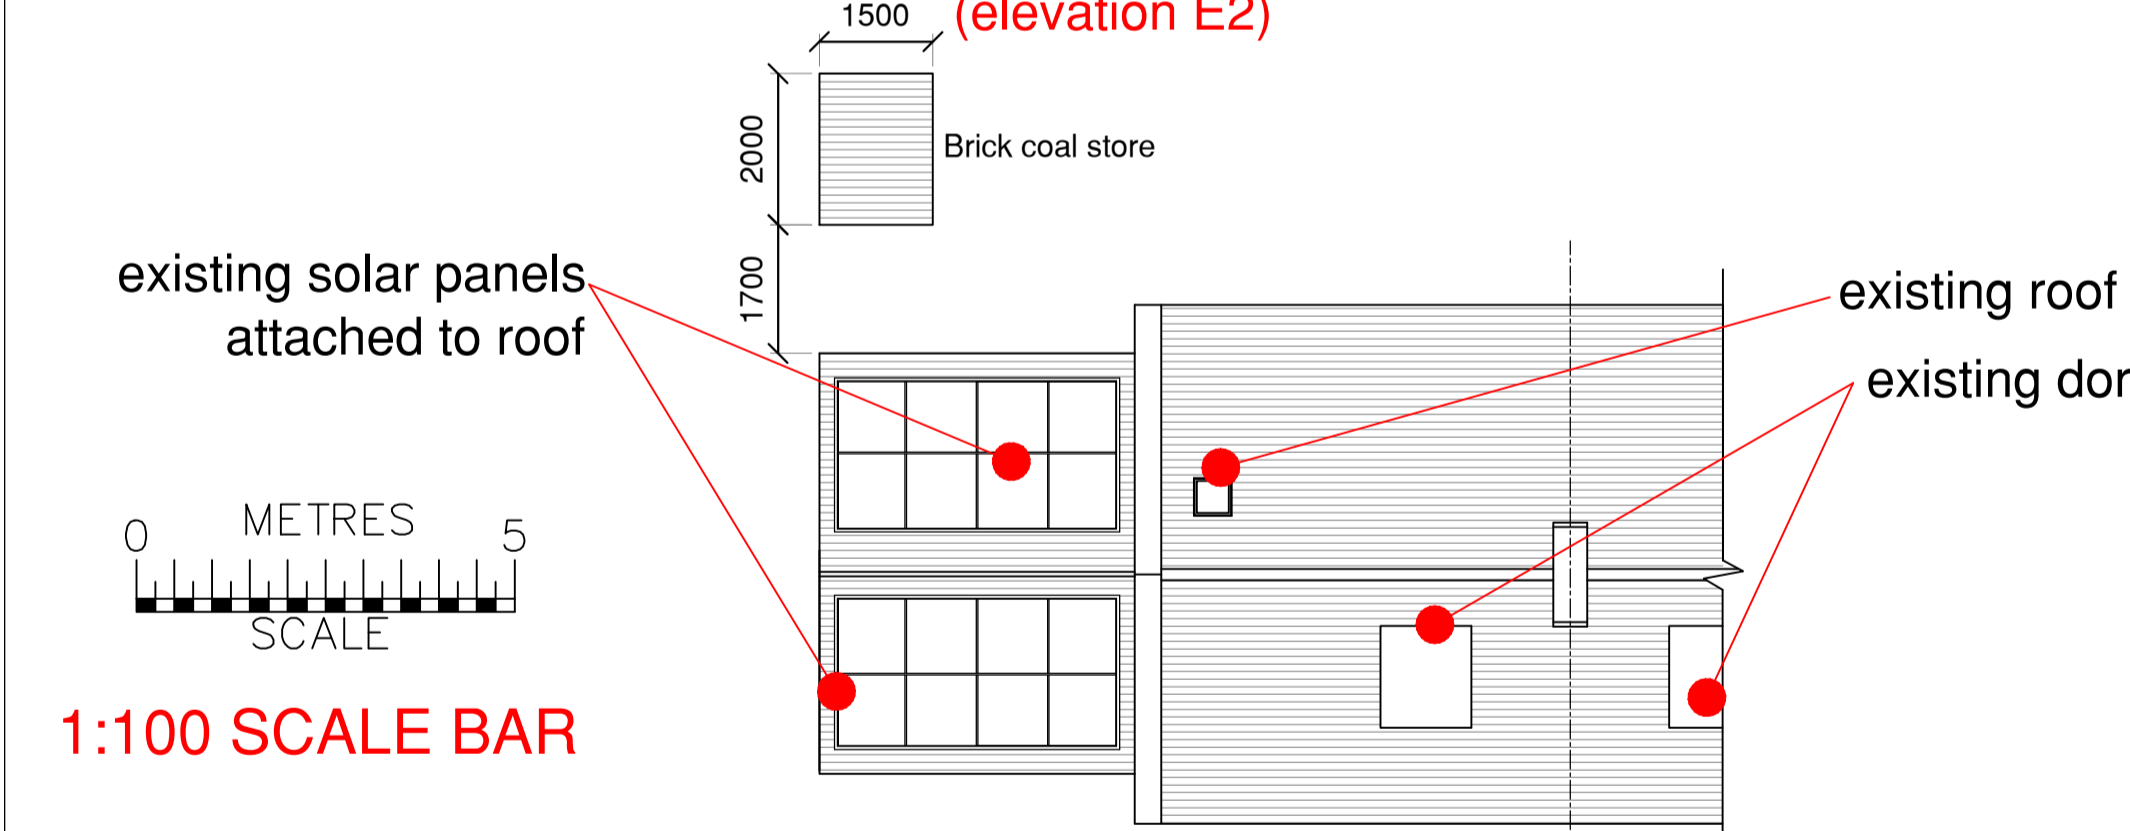 (elevation E2)
1500
2000
Brick coal store
1700
existing solar panels
attached to roof
existing roof
existing dor
METRES
0 5
SCALE
1:100 SCALE BAR